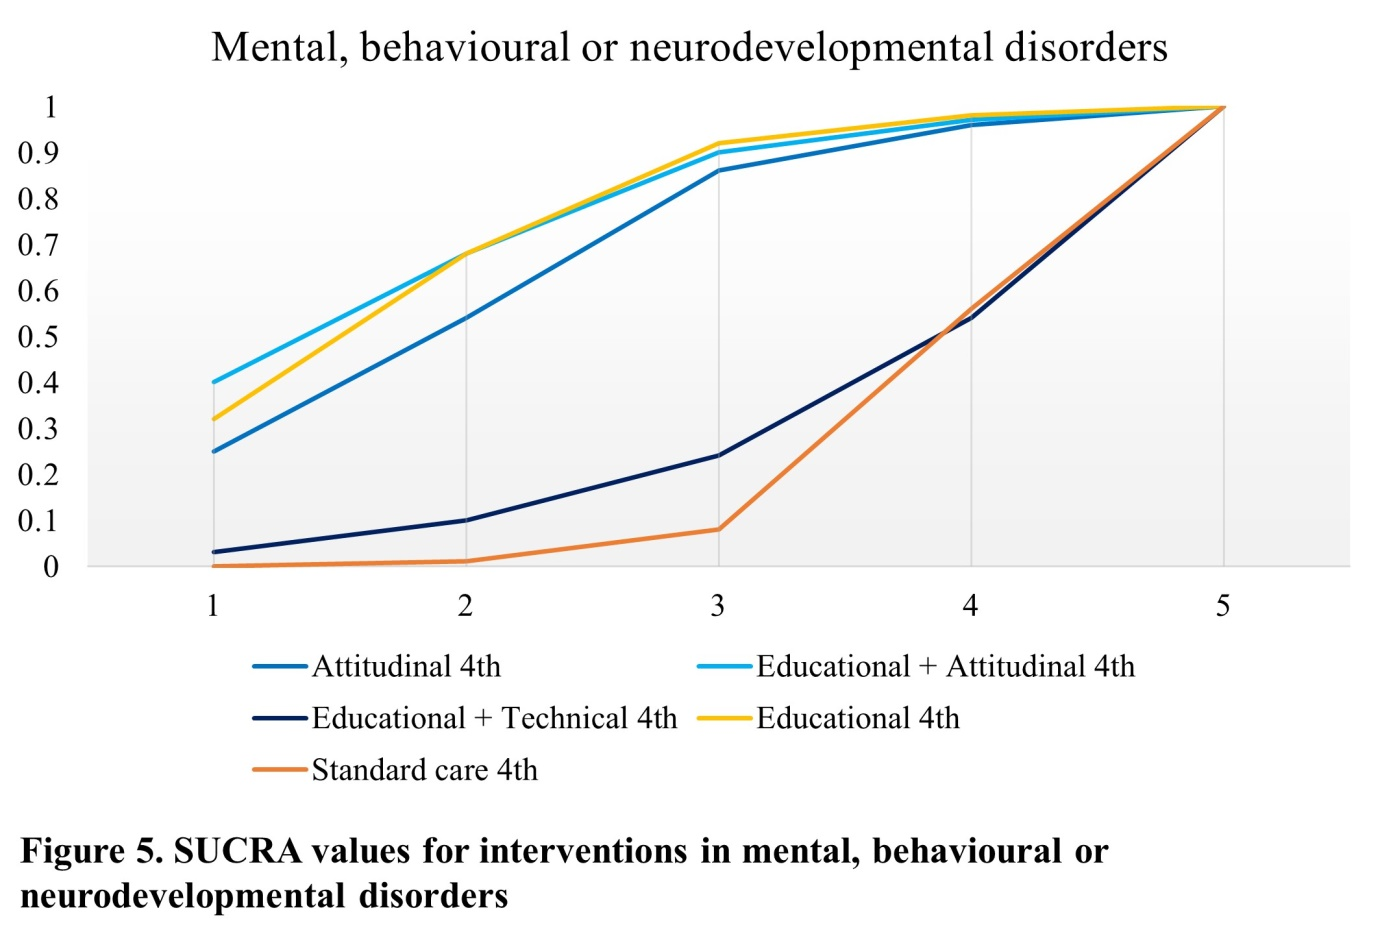 Mental, behavioural or neurodevelopmental disorders
1
0.9
0.8
0.7
0.6
0.5
0.4
0.3
0.2
0.1
0
1 2 3 4 5
Attitudinal 4th Educational + Attitudinal 4th
Educational + Technical 4th Educational 4th
Standard care 4th
Figure 5. SUCRA values for interventions in mental, behavioural or
neurodevelopmental disorders